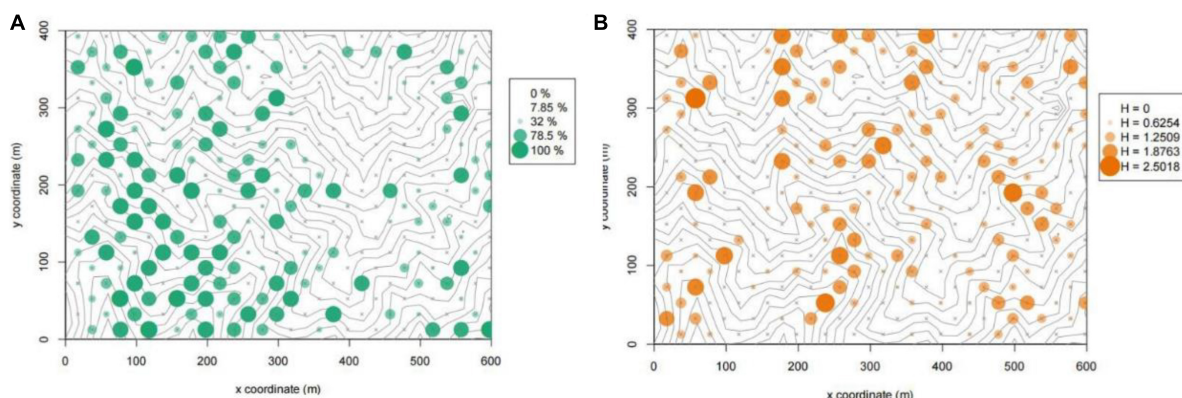 A
y coordinate (m)
400
300
200
100
0
0 100 200 300 400 500 600
x coordinate (m)
0 %
7.85 %
32 %
78.5 %
100 %
B
y coordinate (m)
400
300
200
100
0
0 100 200 300 400 500 600
x coordinate (m)
H = 0
H = 0.6254
H = 1.2509
H = 1.8763
H = 2.5018